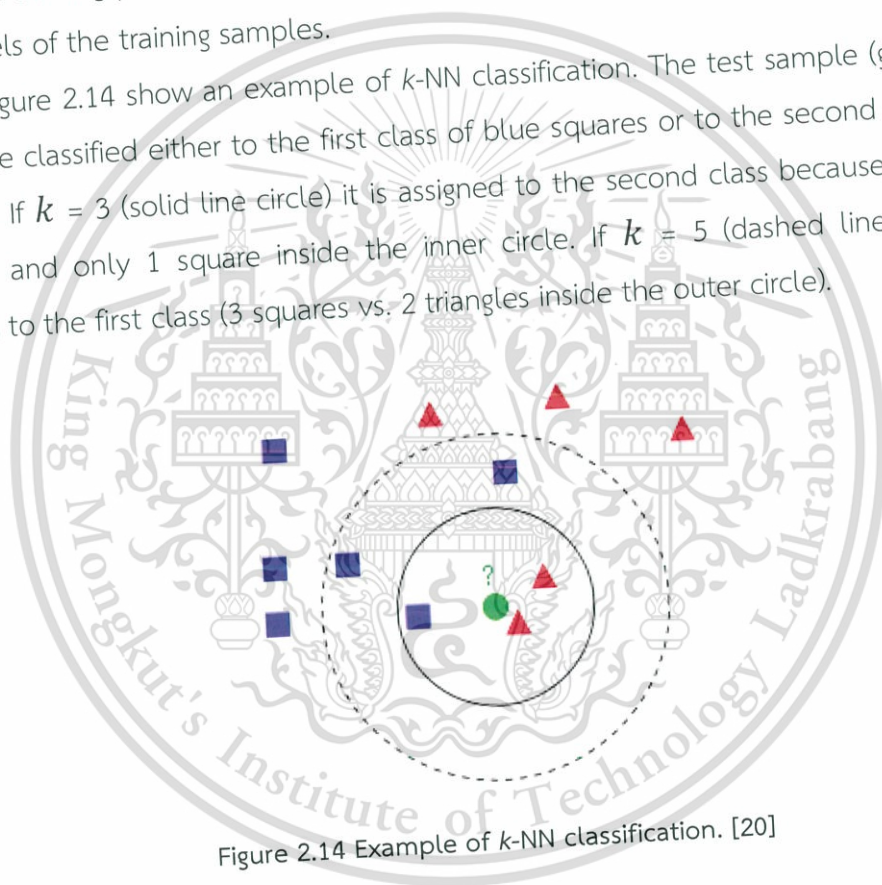 els of the training samples.
gure 2.14 show an example of k-NN classification. The test sample (g
e classified either to the first class of blue squares or to the second
If k = 3 (solid line circle) it is assigned to the second class because
and only 1 square inside the inner circle. If k = 5 (dashed line
to the first class (3 squares vs. 2 triangles inside the outer circle).
?
King Mongkut's Institute of Technology Ladkrabang
Figure 2.14 Example of k-NN classification. [20]